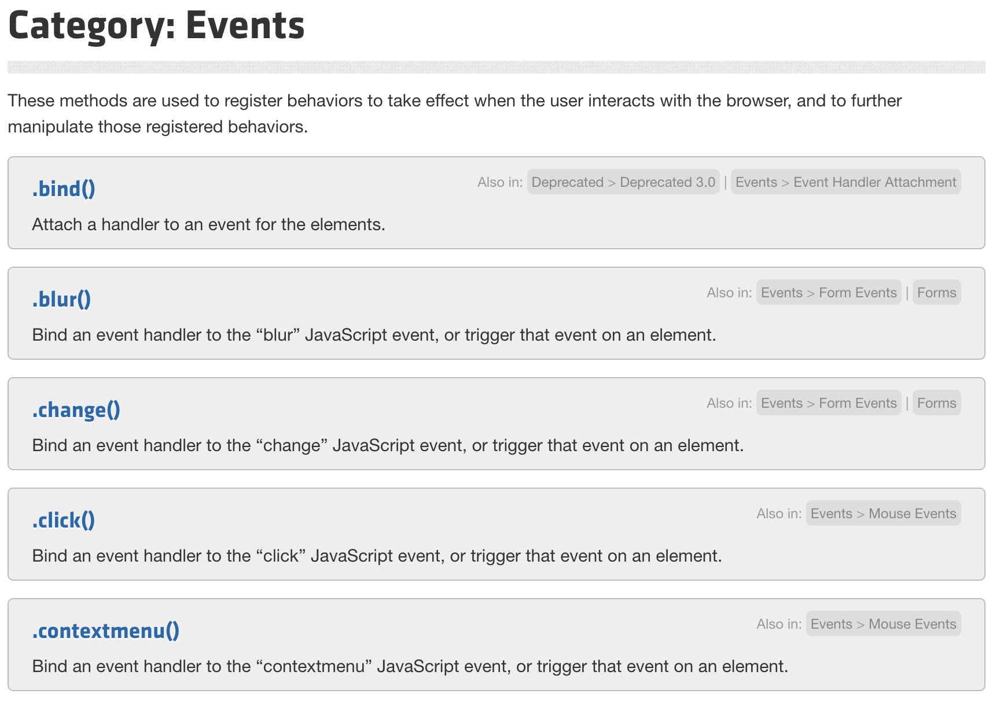 Category: Events
These methods are used to register behaviors to take effect when the user interacts with the browser, and to further
manipulate those registered behaviors.
.bind()
Also in: Deprecated > Deprecated 3.0 | Events > Event Handler Attachment
Attach a handler to an event for the elements.
.blur()
Also in: Events > Form Events | Forms
Bind an event handler to the “blur” JavaScript event, or trigger that event on an element.
.change()
Also in: Events > Form Events | Forms
Bind an event handler to the “change” JavaScript event, or trigger that event on an element.
.click()
Also in: Events > Mouse Events
Bind an event handler to the “click” JavaScript event, or trigger that event on an element.
.contextmenu()
Also in: Events > Mouse Events
Bind an event handler to the “contextmenu” JavaScript event, or trigger that event on an element.